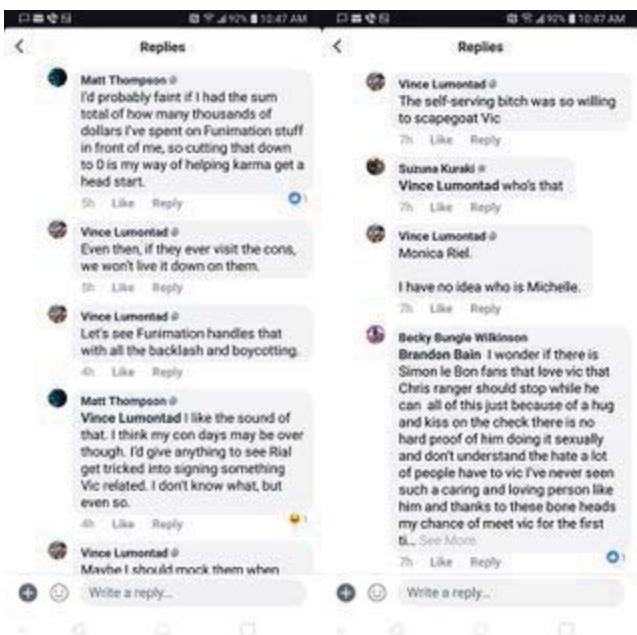 92% 10:47 AM
Replies
Matt Thompson
I'd probably faint if I had the sum
total of how many thousands of
dollars I've spent on Funimation stuff
in front of me, so cutting that down
to 0 is my way of helping karma get a
head start.
5h Like Reply
1
Vince Lumontad
Even then, if they ever visit the cons,
we won't live it down on them.
5h Like Reply
Vince Lumontad
Let's see Funimation handles that
with all the backlash and boycotting.
4h Like Reply
Matt Thompson
Vince Lumontad I like the sound of
that. I think my con days may be over
though. I'd give anything to see Rial
get tricked into signing something
Vic related. I don't know what, but
even so.
4h Like Reply
1
Vince Lumontad
Maybe I should mock them when
Write a reply...
92% 10:47 AM
Replies
Vince Lumontad
The self-serving bitch was so willing
to scapegoat Vic
7h Like Reply
Suzuna Kuraki
Vince Lumontad who's that
7h Like Reply
Vince Lumontad
Monica Riel.
I have no idea who is Michelle.
7h Like Reply
Becky Bungle Wilkinson
Brandon Bain I wonder if there is
Simon le Bon fans that love vic that
Chris ranger should stop while he
can all of this just because of a hug
and kiss on the check there is no
hard proof of him doing it sexually
and don't understand the hate a lot
of people have to vic I've never seen
such a caring and loving person like
him and thanks to these bone heads
my chance of meet vic for the first
ti... See More
7h Like Reply
1
Write a reply...